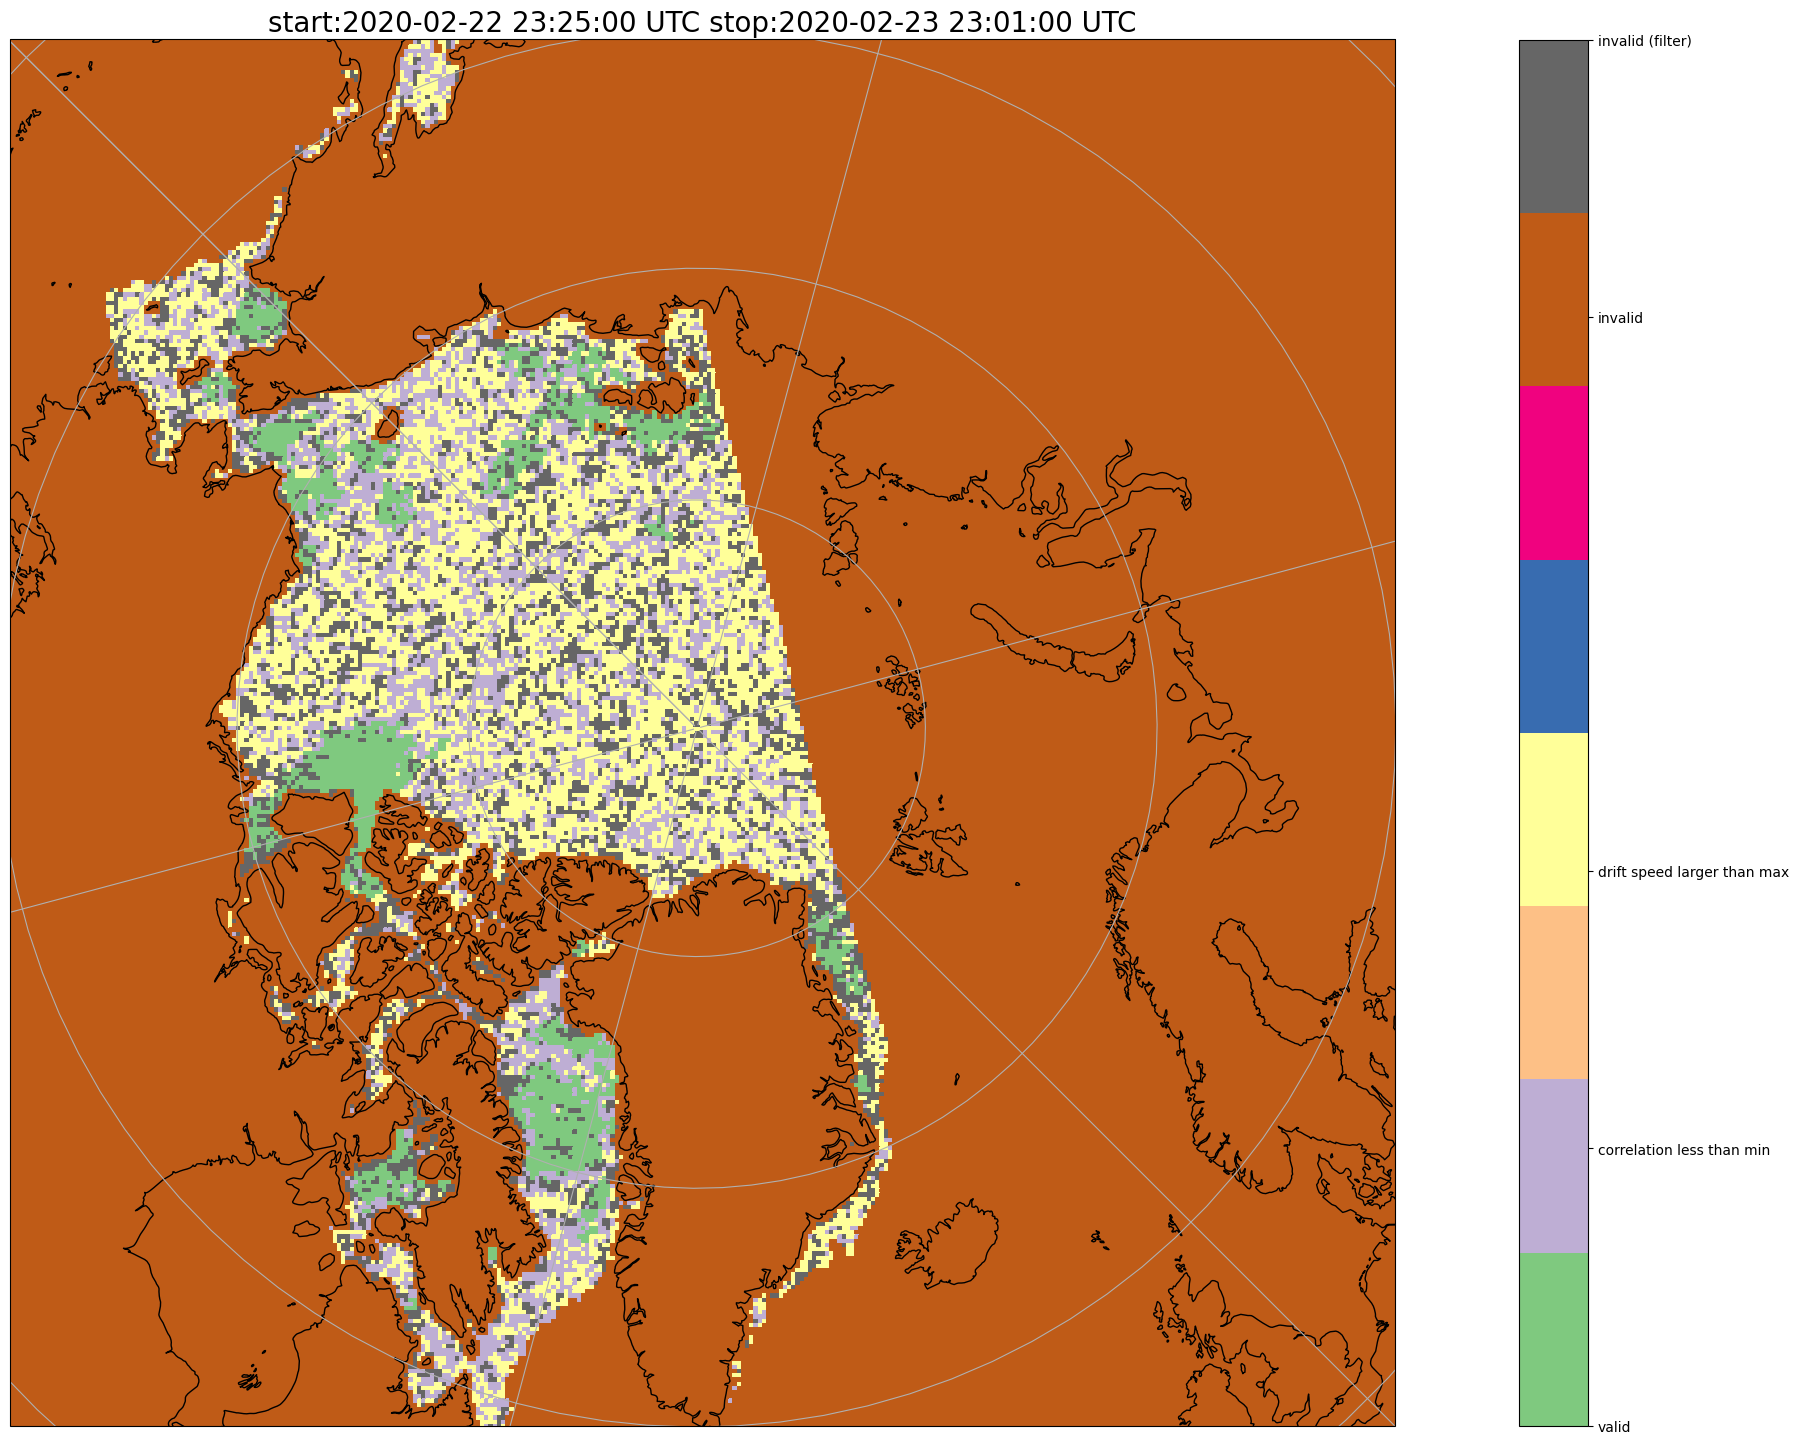 start:2020-02-22 23:25:00 UTC stop:2020-02-23 23:01:00 UTC
invalid (filter)
invalid
drift speed larger than max
correlation less than min
valid